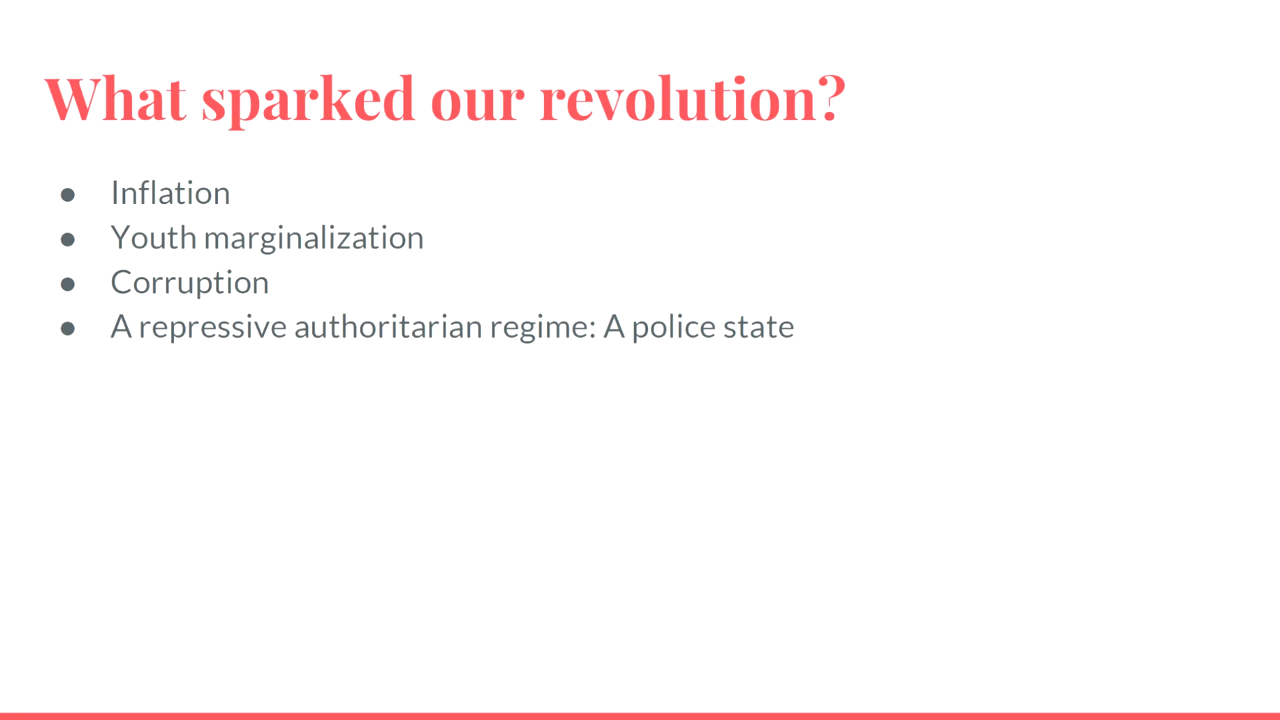 What sparked our revolution?
● Inflation
● Youth marginalization
● Corruption
● A repressive authoritarian regime: A police state